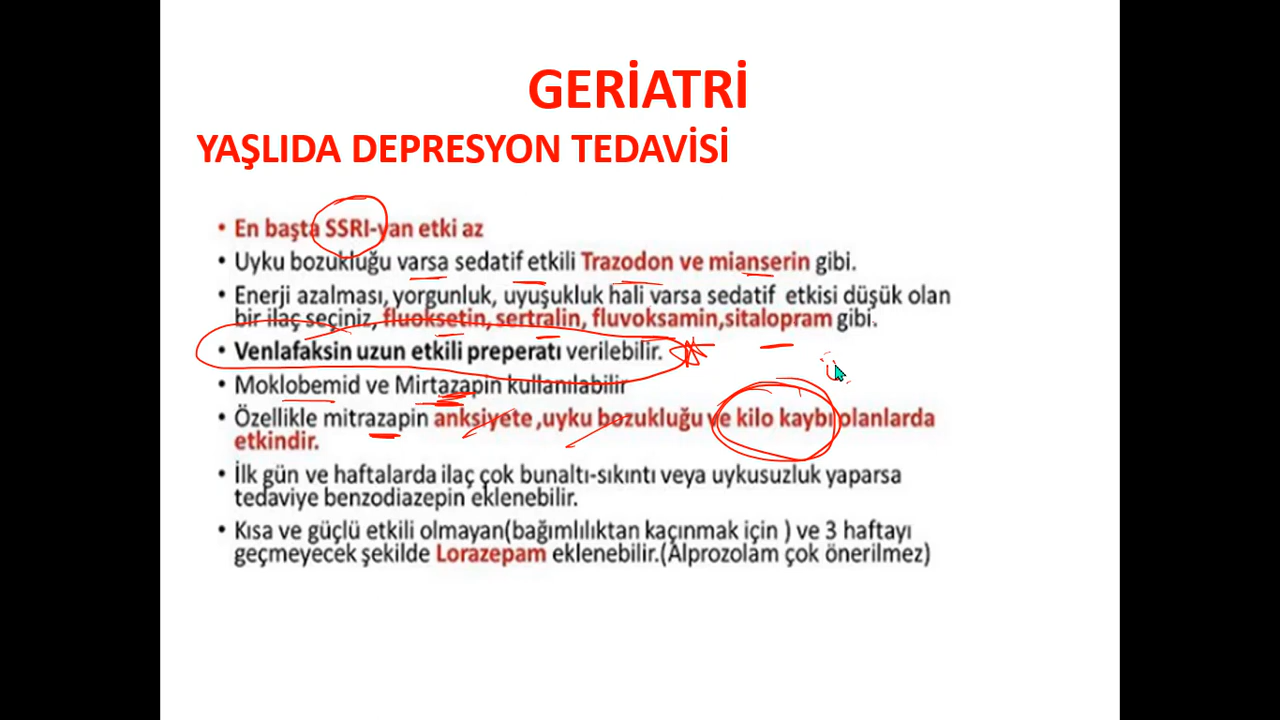 GERİATRİ
YAŞLIDA DEPRESYON TEDAVİSİ
• En başta SSRI-yan etki az
• Uyku bozukluğu varsa sedatif etkili Trazodon ve mianserin gibi.
• Enerji azalması, yorgunluk, uyuşukluk hali varsa sedatif etkisi düşük olan
bir ilaç seçiniz, fluoksetin, sertralin, fluvoksamin,sitalopram gibi.
• Venlafaksin uzun etkili preperatı verilebilir.
• Moklobemid ve Mirtazapin kullanılabilir
• Özellikle mitrazapin anksiyete ,uyku bozukluğu ve kilo kaybı olanlarda
etkindir.
• İlk gün ve haftalarda ilaç çok bunaltı-sıkıntı veya uykusuzluk yaparsa
tedaviye benzodiazepin eklenebilir.
• Kısa ve güçlü etkili olmayan(bağımlılıktan kaçınmak için ) ve 3 haftayı
geçmeyecek şekilde Lorazepam eklenebilir.(Alprozolam çok önerilmez)